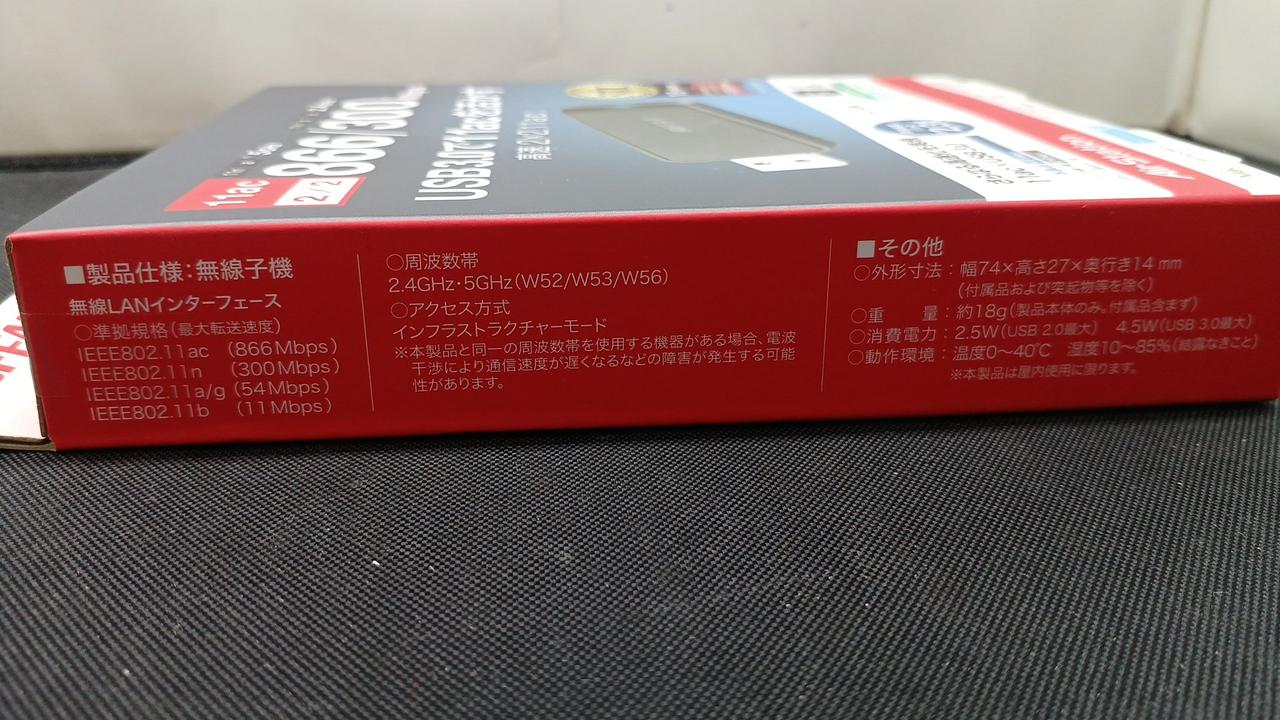 11ac
866/300
2×2
USB3.0で11acを活かす
■製品仕様：無線子機
無線LANインターフェース
○準拠規格（最大転送速度）
IEEE802.11ac （866Mbps）
IEEE802.11n （300Mbps）
IEEE802.11a/g（54Mbps）
IEEE802.11b （11Mbps）
○周波数帯
2.4GHz・5GHz（W52/W53/W56）
○アクセス方式
インフラストラクチャーモード
※本製品と同一の周波数帯を使用する機器がある場合、電波
干渉により通信速度が遅くなるなどの障害が発生する可能
性があります。
■その他
○外形寸法：幅74×高さ27×奥行き14 mm
（付属品および突起物等を除く）
○重　　量：約18g（製品本体のみ。付属品含まず）
○消費電力：2.5W（USB 2.0最大） 4.5W（USB 3.0最大）
○動作環境：温度0～40℃ 湿度10～85%（結露なきこと）
※本製品は屋内使用に限ります。